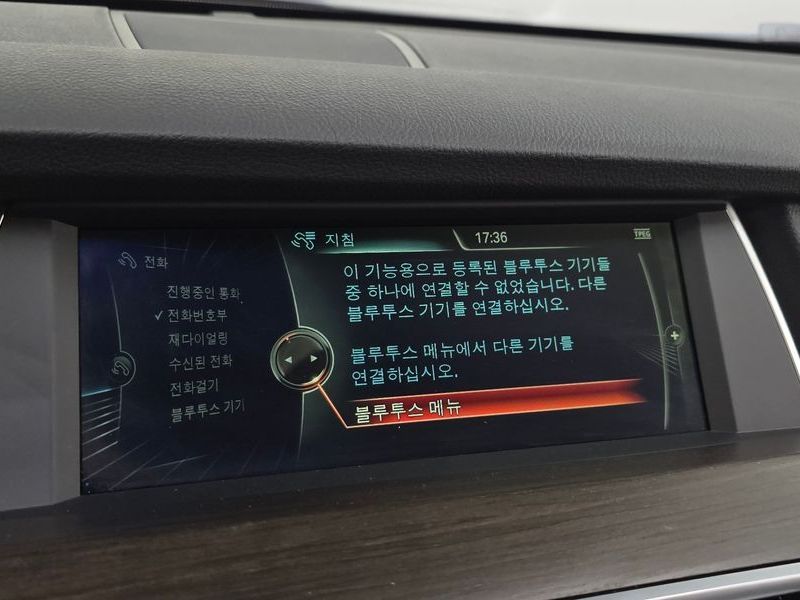 지침
17:36
TPEG
전화
진행중인 통화
✓ 전화번호부
재다이얼링
수신된 전화
전화걸기
블루투스 기기
이 기능용으로 등록된 블루투스 기기들
중 하나에 연결할 수 없었습니다. 다른
블루투스 기기를 연결하십시오.
블루투스 메뉴에서 다른 기기를
연결하십시오.
블루투스 메뉴